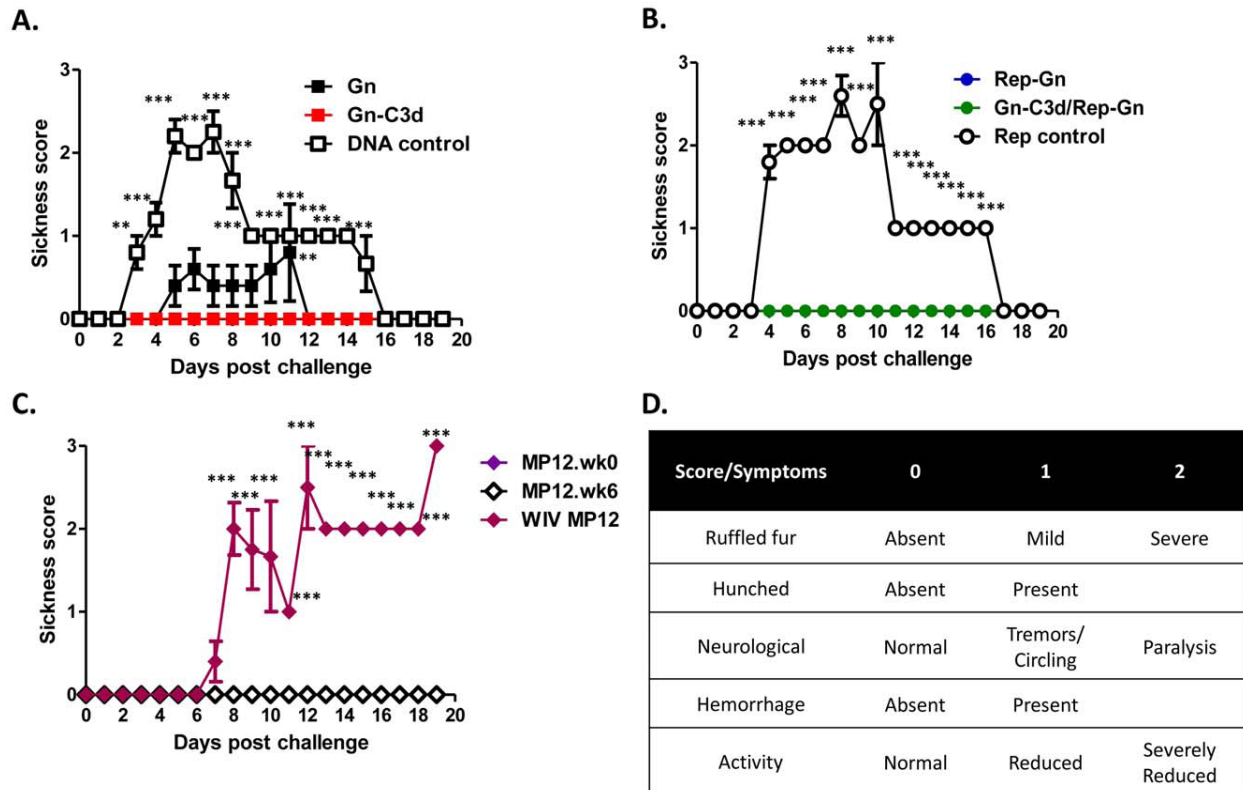 A.
Sickness score
3
2
1
0
** *** *** *** *** *** *** *** *** *** *** *** ***
**
Gn
Gn-C3d
DNA control
0 2 4 6 8 10 12 14 16 18 20
Days post challenge
B.
Sickness score
3
2
1
0
*** *** *** *** *** *** *** *** *** *** *** *** ***
Rep-Gn
Gn-C3d/Rep-Gn
Rep control
0 2 4 6 8 10 12 14 16 18 20
Days post challenge
C.
Sickness score
3
2
1
0
*** *** *** *** *** *** *** *** *** *** *** ***
MP12.wk0
MP12.wk6
WIV MP12
0 2 4 6 8 10 12 14 16 18 20
Days post challenge
D.
Score/Symptoms 0 1 2
Ruffled fur Absent Mild Severe
Hunched Absent Present
Neurological Normal Tremors/
Circling Paralysis
Hemorrhage Absent Present
Activity Normal Reduced Severely
Reduced